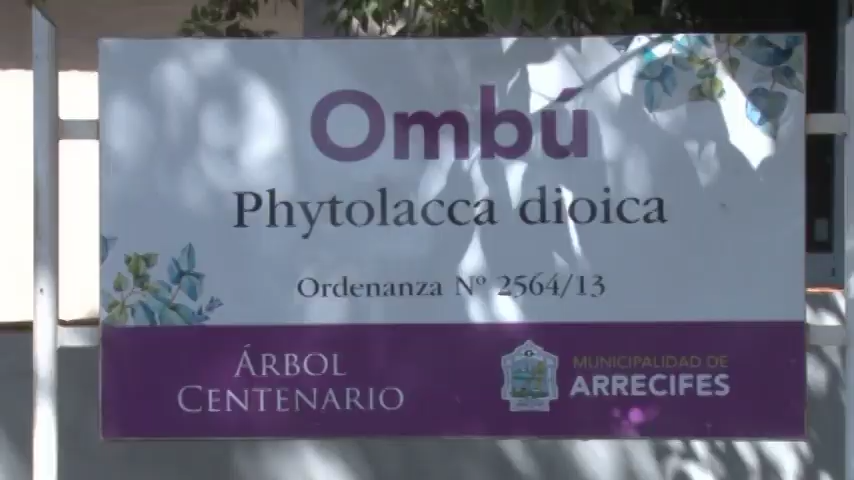 Ombú
Phytolacca dioica
Ordenanza Nº 2564/13
ÁRBOL
CENTENARIO
MUNICIPALIDAD DE
ARRECIFES